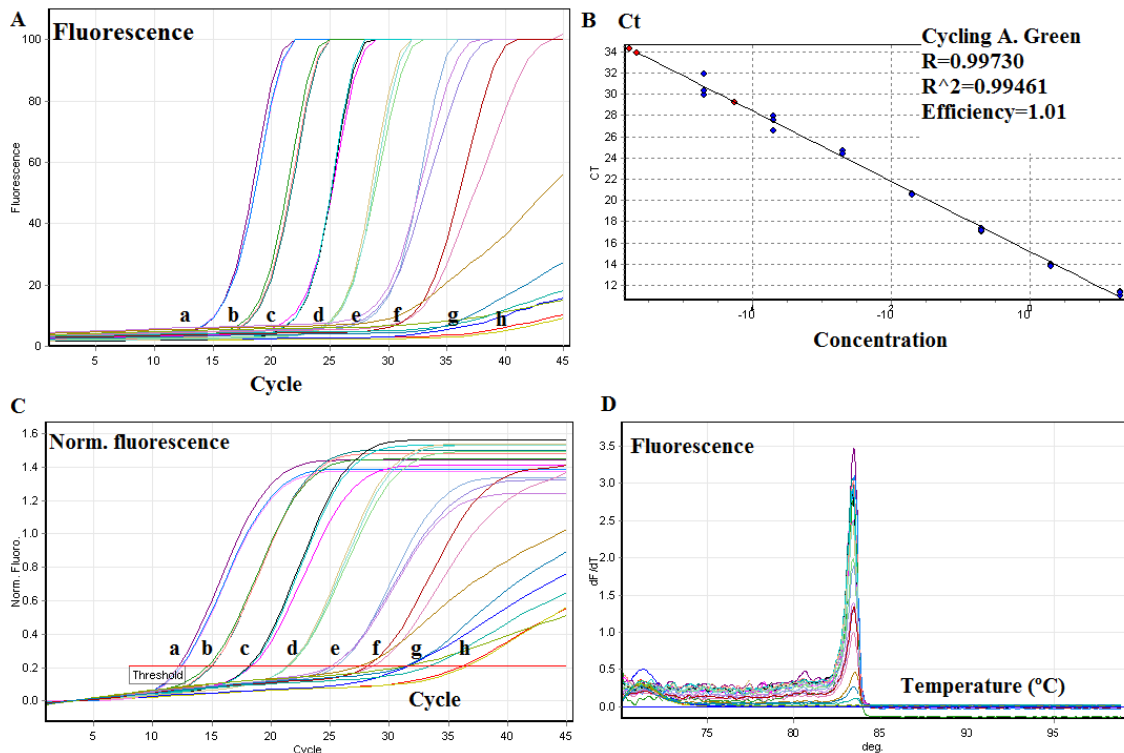 A
Fluorescence
100
80
60
40
20
0
Fluorescence
a b c d e f g h
5 10 15 20 25 30 35 40 45
Cycle
B
Ct
Cycling A. Green
R=0.99730
R^2=0.99461
Efficiency=1.01
34
32
30
28
26
24
22
20
18
16
14
12
CT
Concentration
C
Norm. fluorescence
1.6
1.4
1.2
1.0
0.8
0.6
0.4
0.2
0.0
Norm. Fluoro.
a b c d e f g h
Threshold
Cycle
5 10 15 20 25 30 35 40 45
Cycle
D
Fluorescence
3.5
3.0
2.5
2.0
1.5
1.0
0.5
0.0
dF/dT
Temperature (ºC)
75 80 85 90 95
deg.